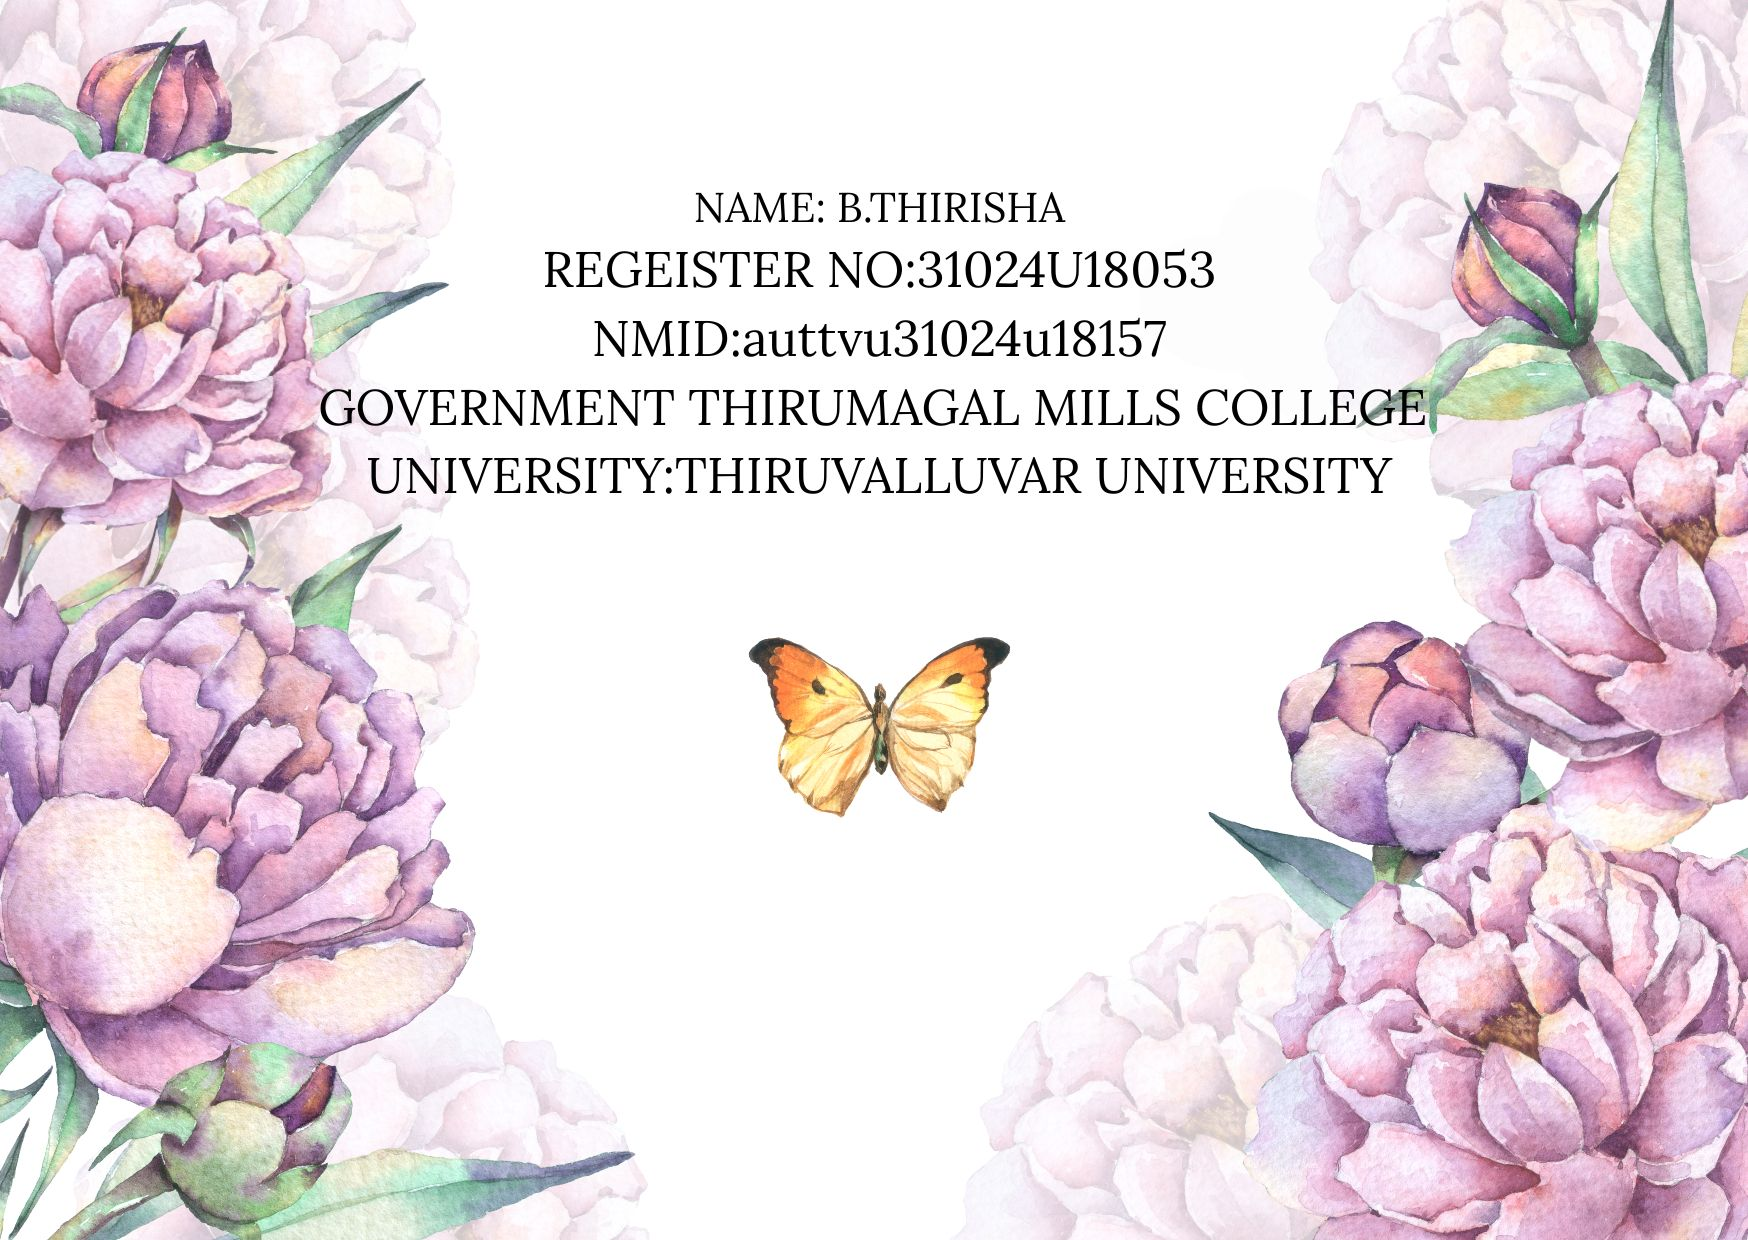 NAME: B.THIRISHA
REGEISTER NO:31024U18053
NMID:auttvu31024u18157
GOVERNMENT THIRUMAGAL MILLS COLLEGE
UNIVERSITY:THIRUVALLUVAR UNIVERSITY